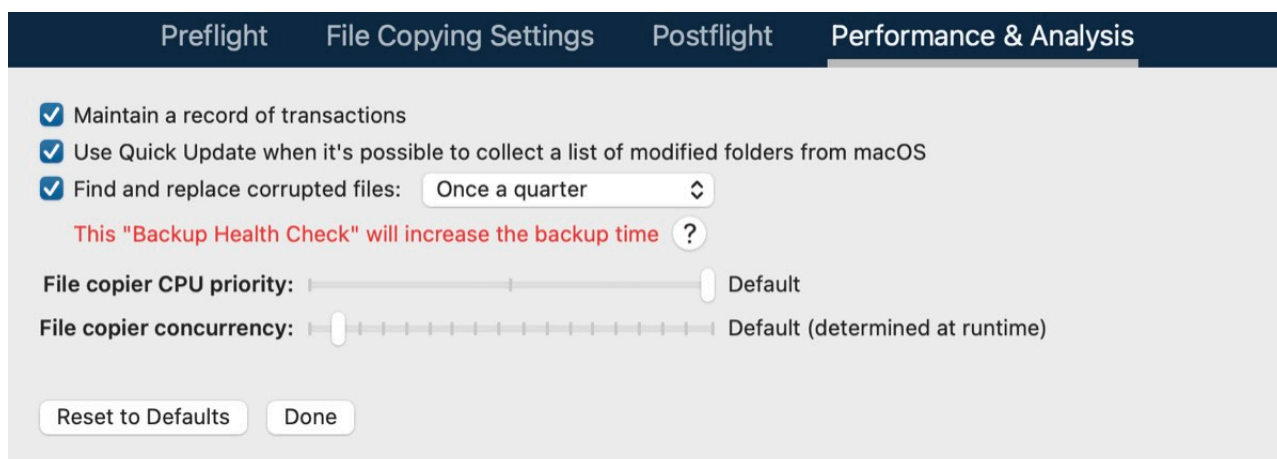 Preflight File Copying Settings Postflight Performance & Analysis
Maintain a record of transactions
Use Quick Update when it's possible to collect a list of modified folders from macOS
Find and replace corrupted files: Once a quarter
This "Backup Health Check" will increase the backup time ?
File copier CPU priority: Default
File copier concurrency: Default (determined at runtime)
Reset to Defaults Done